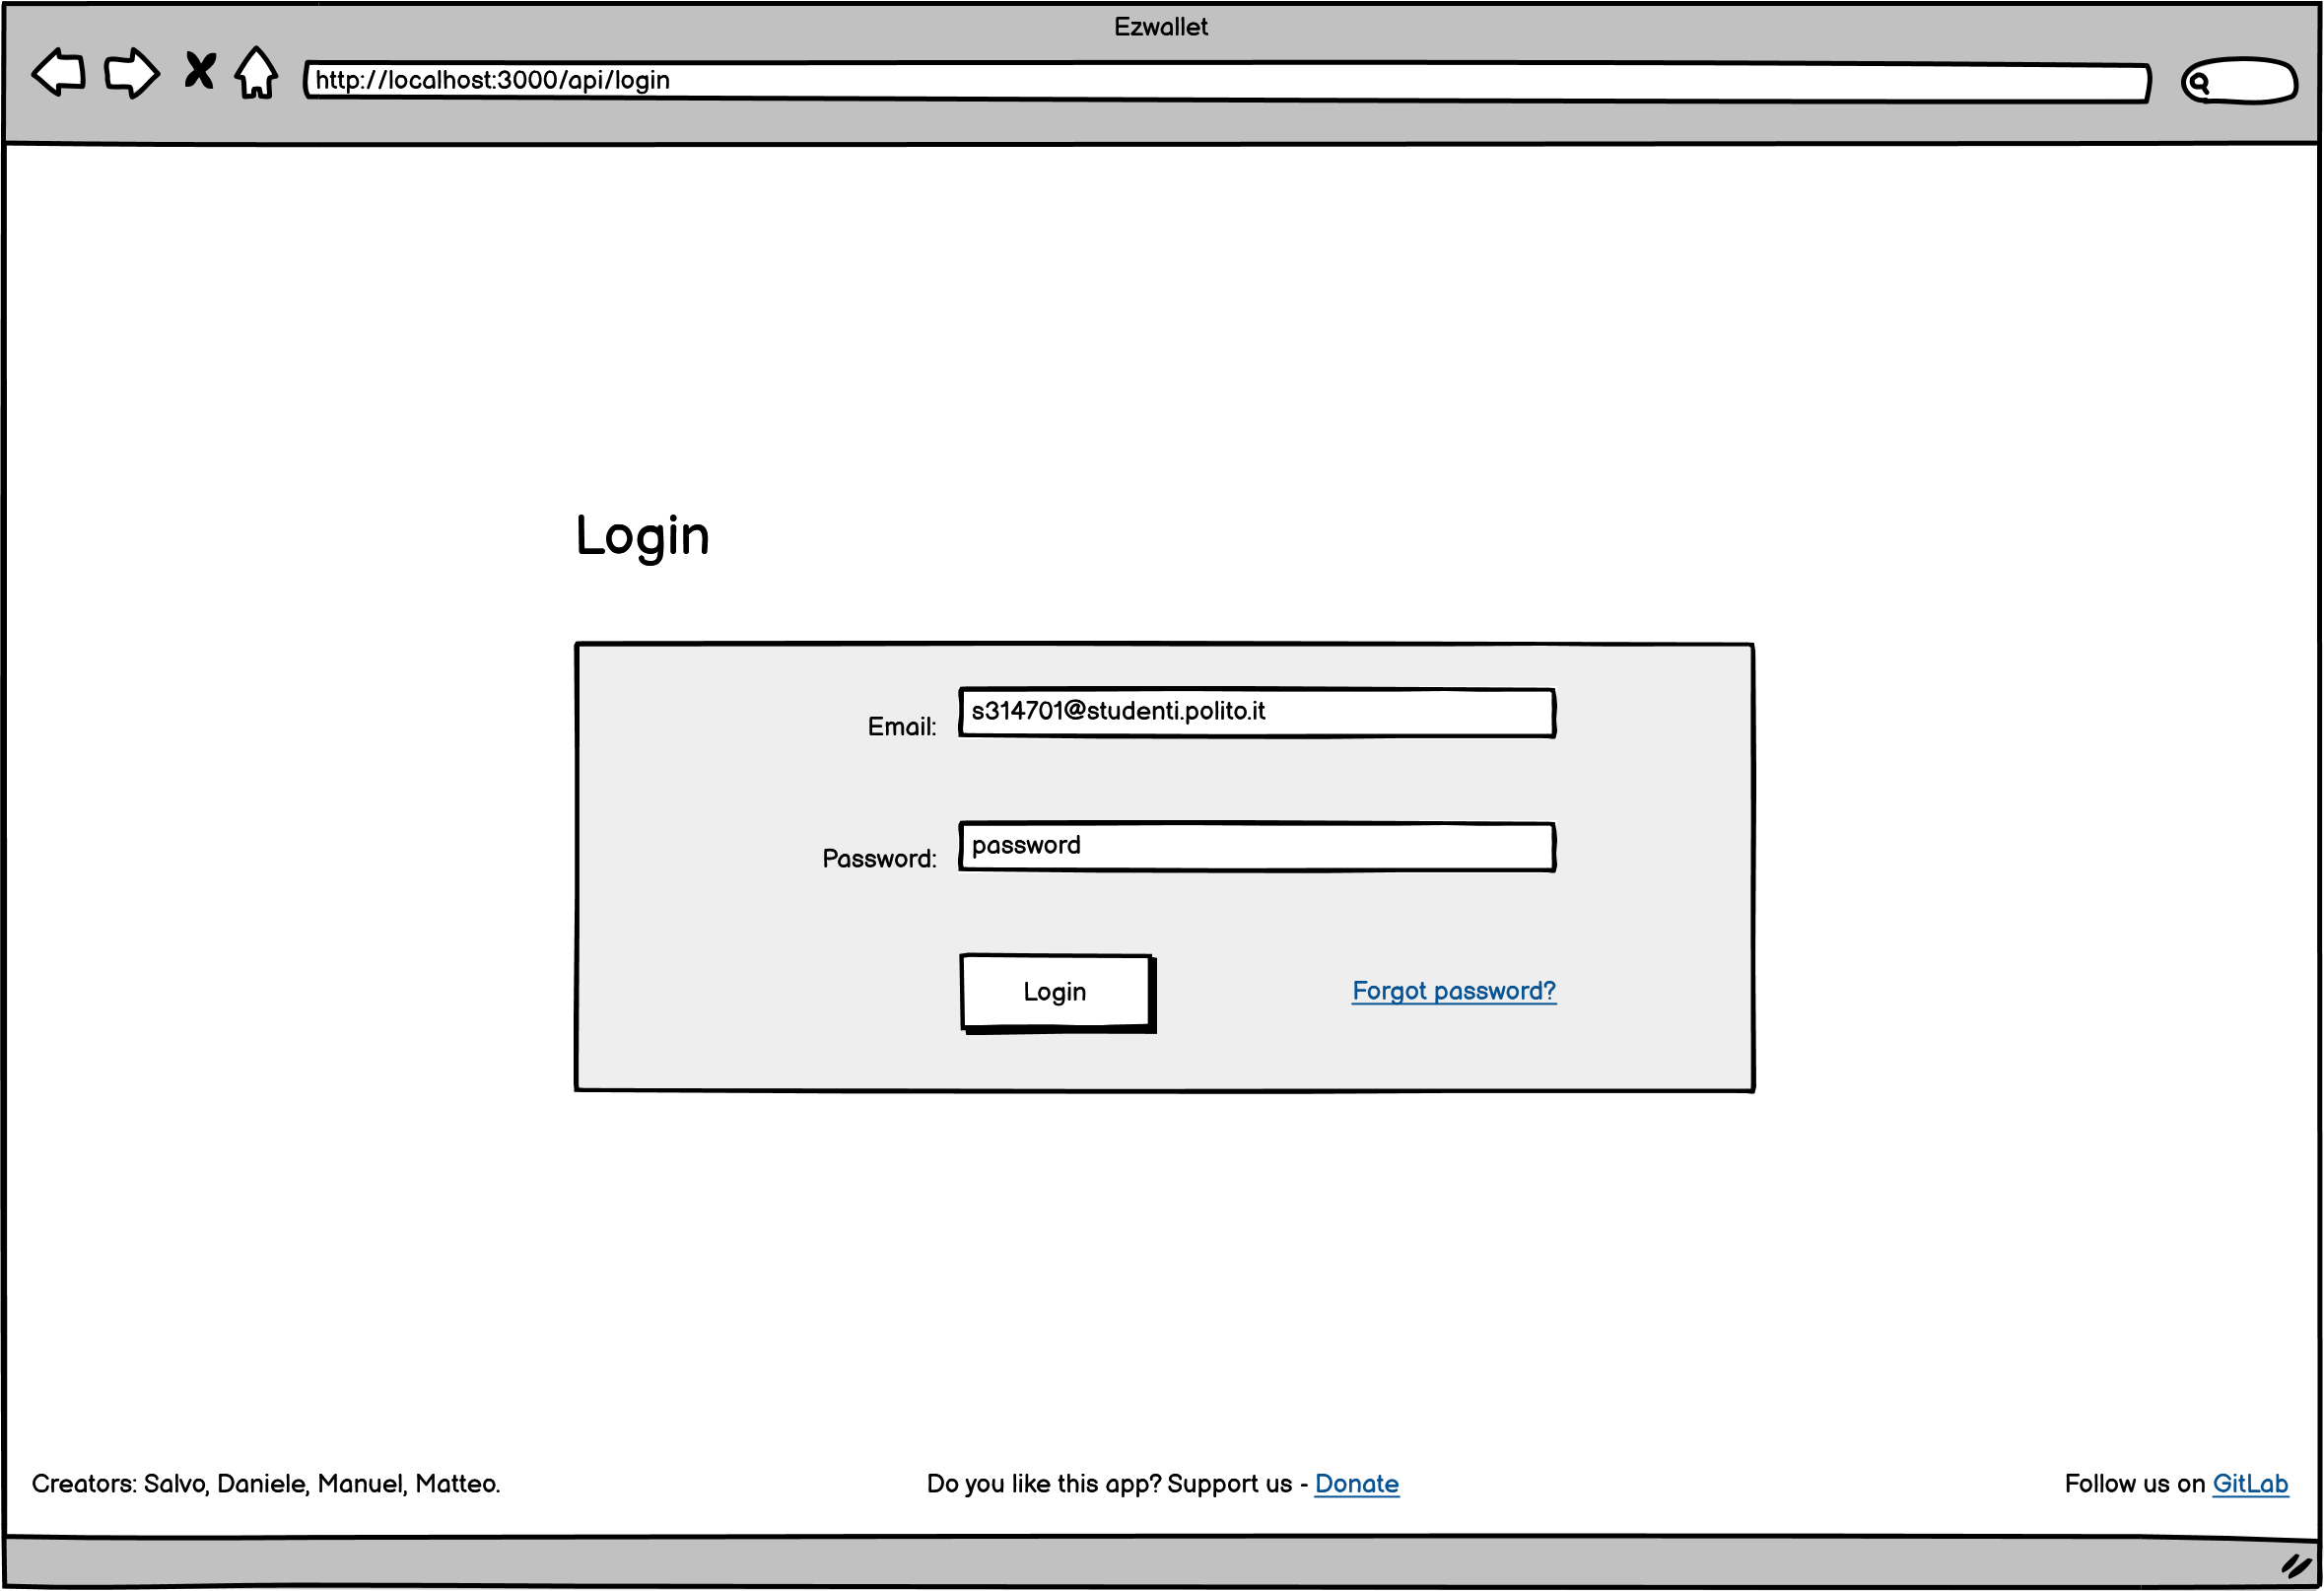 Ezwallet
http://localhost:3000/api/login
Login
Email: s314701@studenti.polito.it
Password: password
Login Forgot password?
Creators: Salvo, Daniele, Manuel, Matteo. Do you like this app? Support us - Donate Follow us on GitLab